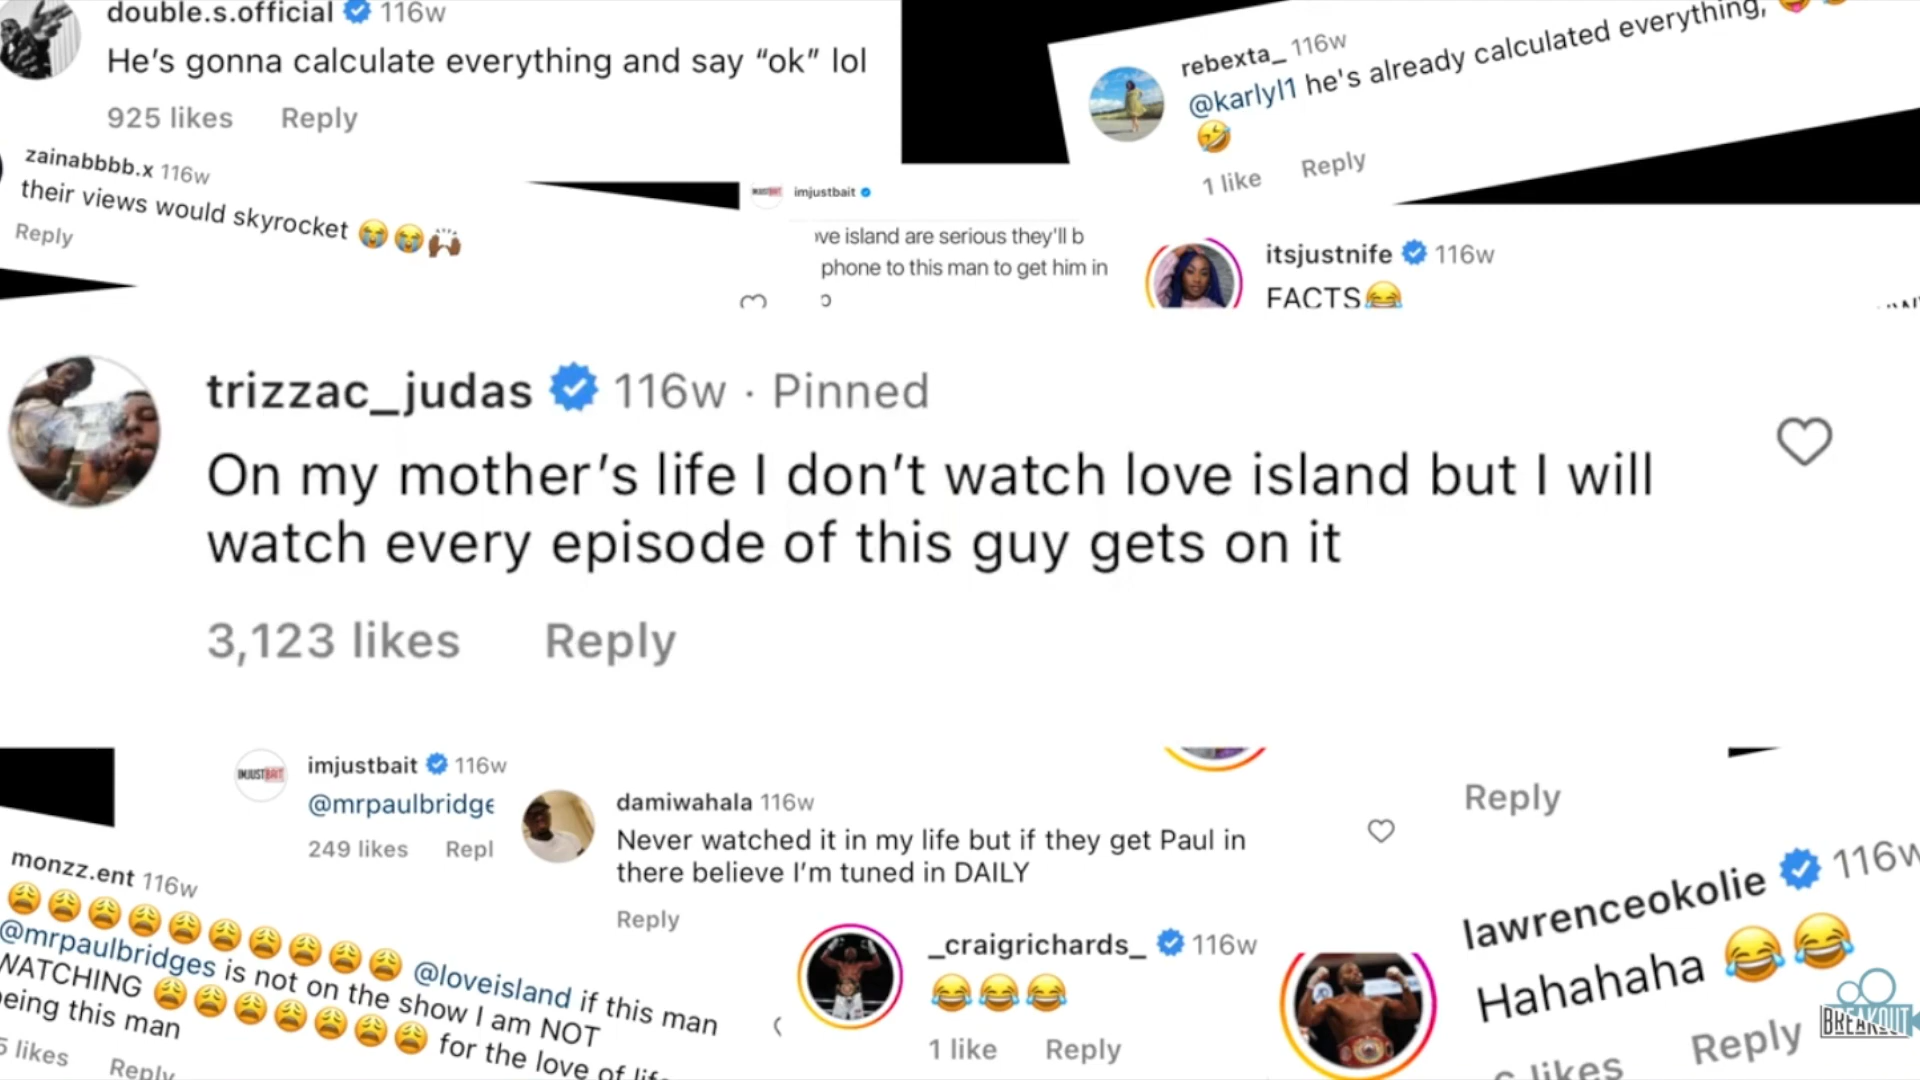 double.s.official 116w
He's gonna calculate everything and say “ok” lol
925 likes Reply
rebexta_ 116w
@karlyl1 he's already calculated everything,
1 like Reply
zainabbbb.x 116w
their views would skyrocket 😭😭🙌🏾
Reply
imjustbait
ove island are serious they'll b
phone to this man to get him in
itsjustnife 116w
FACTS😂
trizzac_judas 116w · Pinned
On my mother's life I don't watch love island but I will
watch every episode of this guy gets on it
3,123 likes Reply
IMJUSTBAIT
imjustbait 116w
@mrpaulbridge
249 likes Repl
damiwahala 116w
Never watched it in my life but if they get Paul in
there believe I'm tuned in DAILY
Reply
monzz.ent 116w
😩😩😩😩😩😩😩😩😩😩 @loveisland if this man
@mrpaulbridges is not on the show I am NOT
WATCHING 😩😩😩😩😩😩😩 for the love of
being this man
5 likes Reply
_craigrichards_ 116w
😂😂😂
1 like Reply
Reply
lawrenceokolie 116w
Hahahaha 😂😂
likes Reply
BREAKOUT